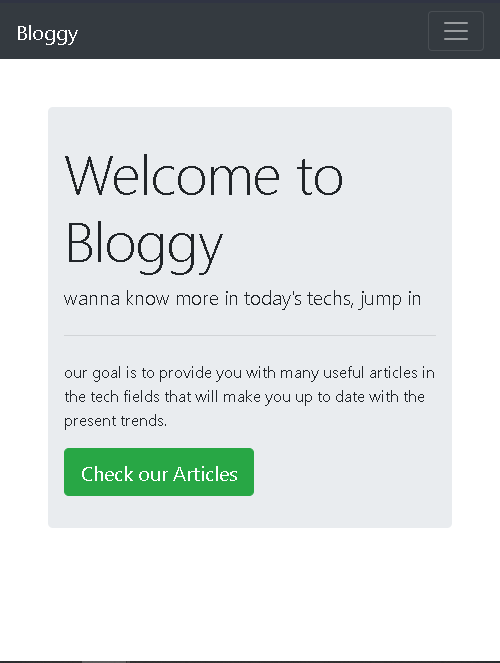 Bloggy
Welcome to
Bloggy
wanna know more in today's techs, jump in
our goal is to provide you with many useful articles in
the tech fields that will make you up to date with the
present trends.
Check our Articles